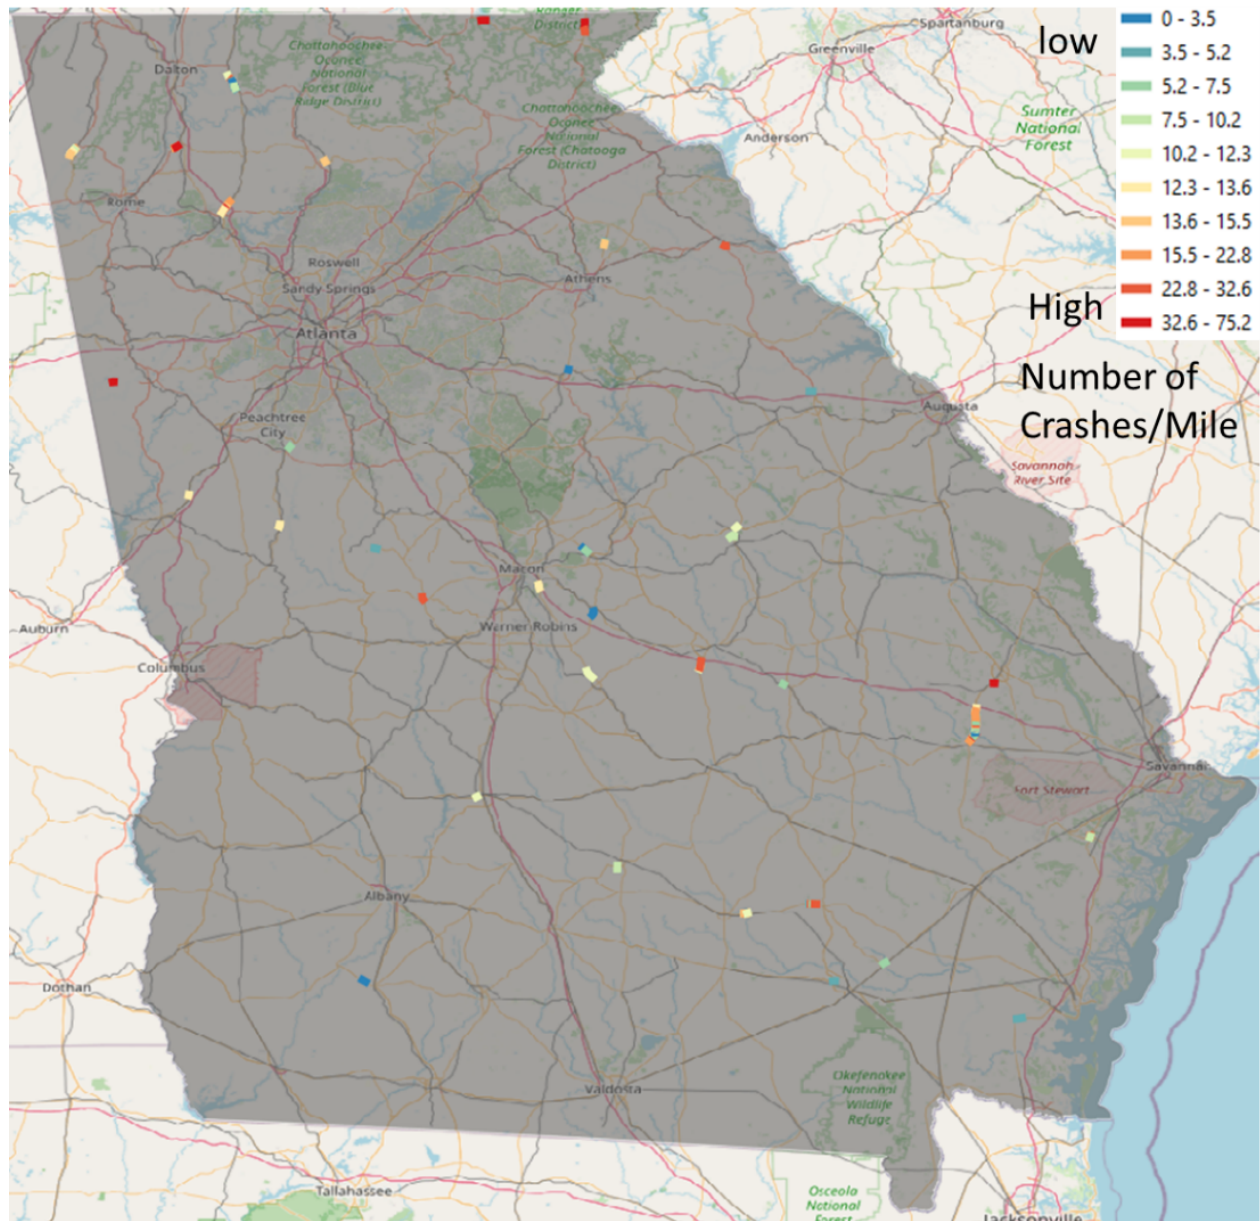 Ranger
District)
Spartanburg
Greenville
Chattahoochee-
Oconee
National
Forest (Blue
Ridge District)
Dalton
Chattahoochee
Oconee
National
Forest (Chatooga
District)
Anderson
Sumter
National
Forest
Rome
Roswell
Sandy Springs
Athens
Atlanta
Peachtree
City
Augusta
Savannah
River Site
Macon
Warner Robins
Auburn
Columbus
Savannah
Fort Stewart
Albany
Dothan
Valdosta
Okefenokee
National
Wildlife
Refuge
Tallahassee
Osceola
National
Forest
Jacksonville
low
High
0 - 3.5
3.5 - 5.2
5.2 - 7.5
7.5 - 10.2
10.2 - 12.3
12.3 - 13.6
13.6 - 15.5
15.5 - 22.8
22.8 - 32.6
32.6 - 75.2
Number of
Crashes/Mile